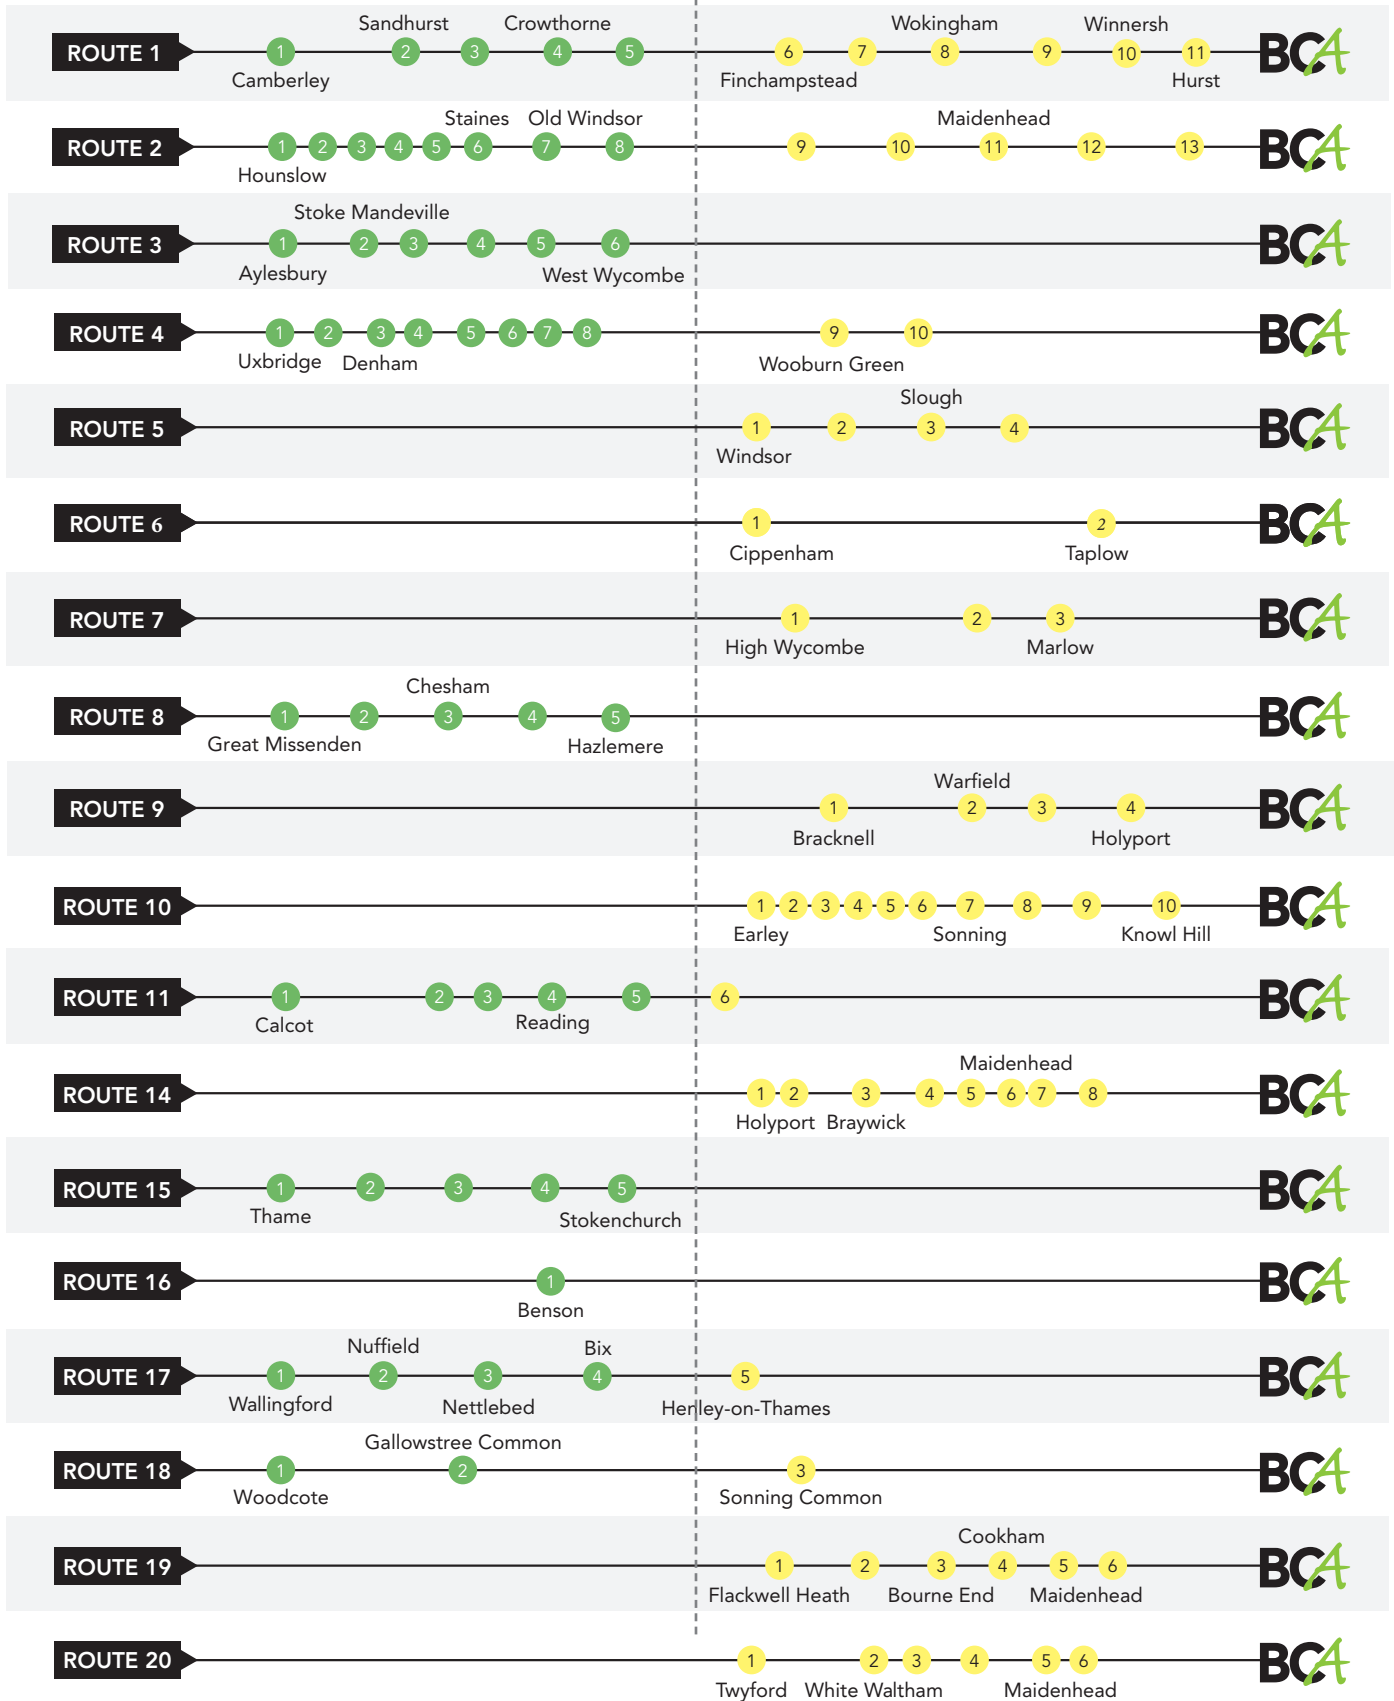 Sandhurst Crowthorne Wokingham Winnersh
ROUTE 1 1 2 3 4 5 6 7 8 9 10 11 BCA
Camberley Finchampstead Hurst
Staines Old Windsor Maidenhead
ROUTE 2 1 2 3 4 5 6 7 8 9 10 11 12 13 BCA
Hounslow
Stoke Mandeville
ROUTE 3 1 2 3 4 5 6 BCA
Aylesbury West Wycombe
ROUTE 4 1 2 3 4 5 6 7 8 9 10 BCA
Uxbridge Denham Wooburn Green
Slough
ROUTE 5 1 2 3 4 BCA
Windsor
ROUTE 6 1 2 BCA
Cippenham Taplow
ROUTE 7 1 2 3 BCA
High Wycombe Marlow
Chesham
ROUTE 8 1 2 3 4 5 BCA
Great Missenden Hazlemere
Warfield
ROUTE 9 1 2 3 4 BCA
Bracknell Holyport
ROUTE 10 1 2 3 4 5 6 7 8 9 10 BCA
Earley Sonning Knowl Hill
ROUTE 11 1 2 3 4 5 6 BCA
Calcot Reading
Maidenhead
ROUTE 14 1 2 3 4 5 6 7 8 BCA
Holyport Braywick
ROUTE 15 1 2 3 4 5 BCA
Thame Stokenchurch
ROUTE 16 1 BCA
Benson
Nuffield Bix
ROUTE 17 1 2 3 4 5 BCA
Wallingford Nettlebed Henley-on-Thames
Gallowstree Common
ROUTE 18 1 2 3 BCA
Woodcote Sonning Common
Cookham
ROUTE 19 1 2 3 4 5 6 BCA
Flackwell Heath Bourne End Maidenhead
ROUTE 20 1 2 3 4 5 6 BCA
Twyford White Waltham Maidenhead